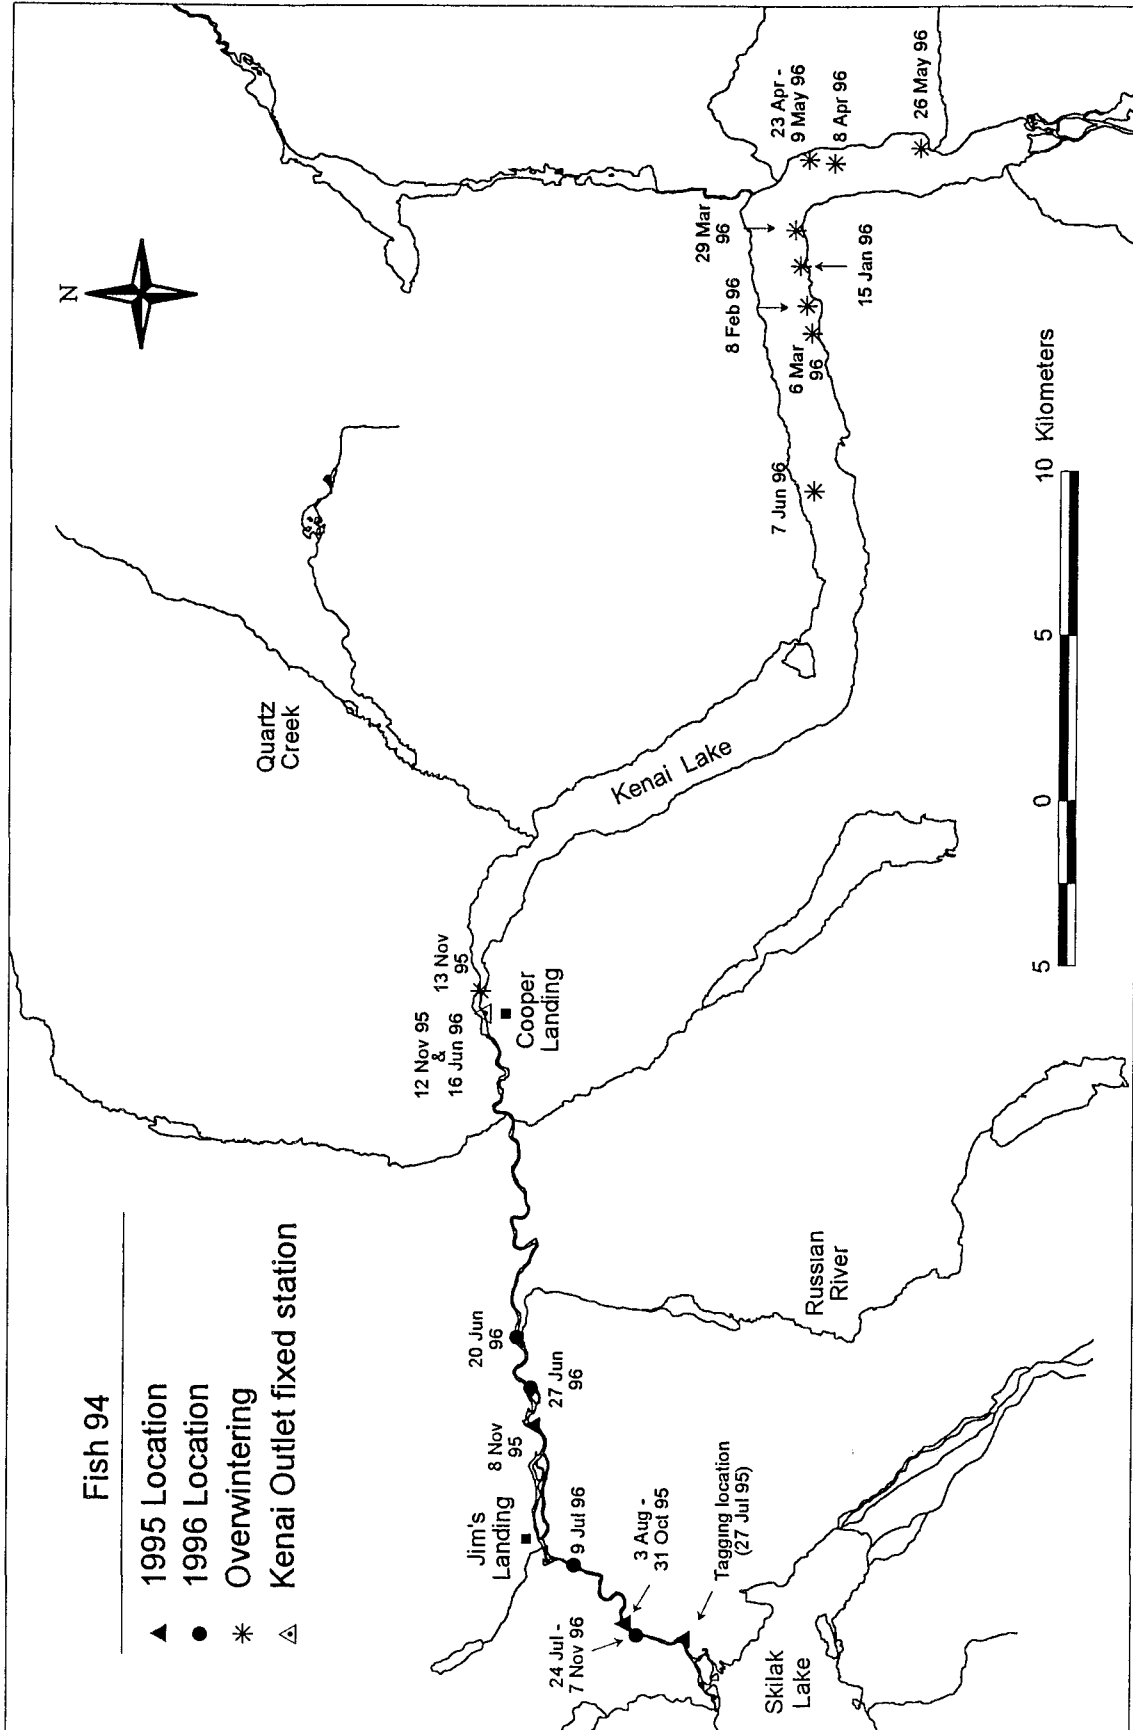 Fish 94
1995 Location
1996 Location
Overwintering
Kenai Outlet fixed station
N
Quartz
Creek
Kenai Lake
Cooper
Landing
Russian
River
Jim's
Landing
Skilak
Lake
Tagging location
(27 Jul 95)
3 Aug -
31 Oct 95
24 Jul -
7 Nov 96
9 Jul 96
8 Nov
95
27 Jun
96
20 Jun
96
12 Nov 95
&
16 Jun 96
13 Nov
95
7 Jun 96
6 Mar
96
8 Feb 96
15 Jan 96
29 Mar
96
23 Apr -
9 May 96
8 Apr 96
26 May 96
5
0
5
10 Kilometers